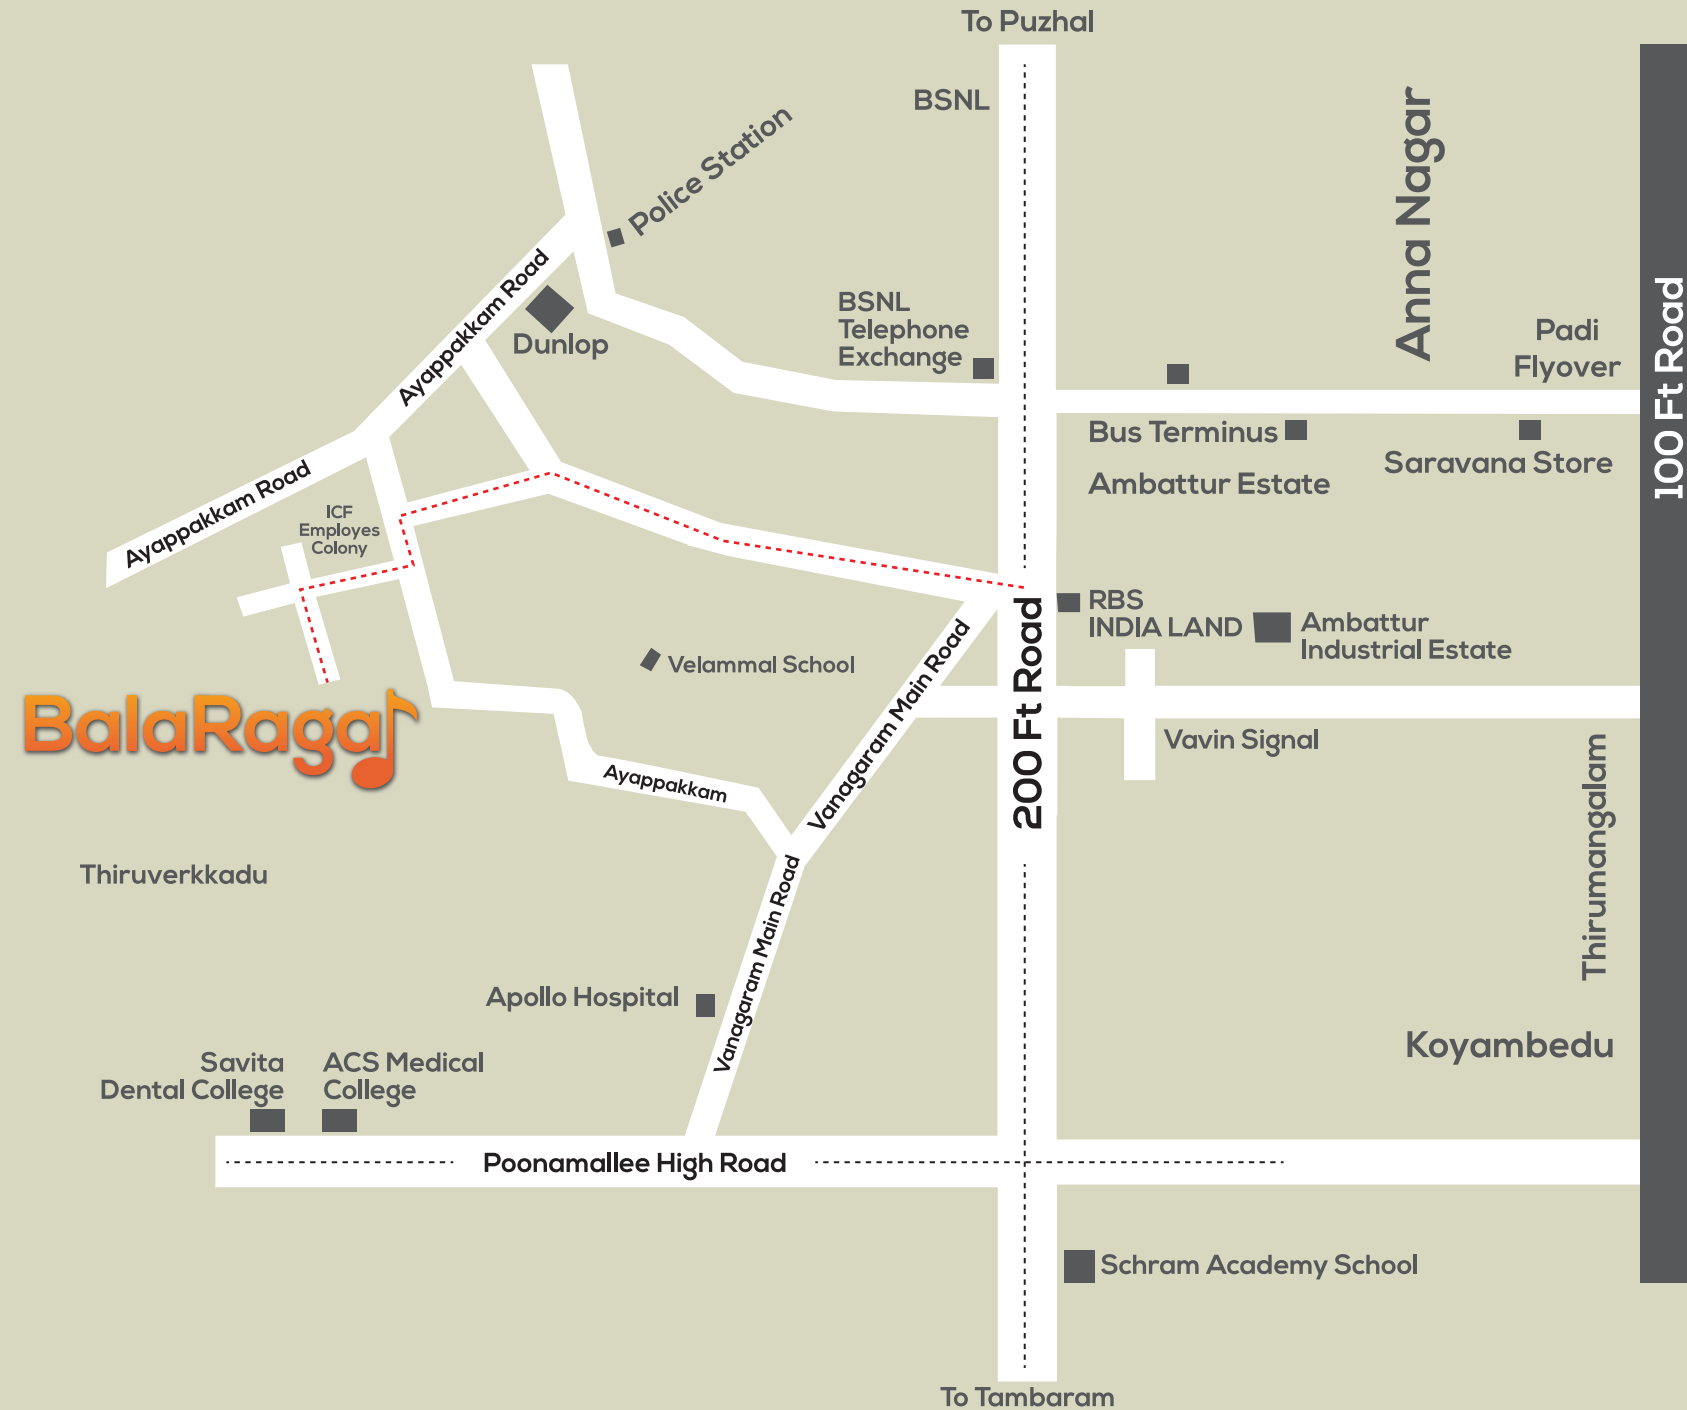 To Puzhal
BSNL
Anna Nagar
Police Station
100 Ft Road
Ayappakkam Road
BSNL
Telephone
Exchange
Padi
Flyover
Dunlop
Bus Terminus
Saravana Store
Ambattur Estate
Ayappakkam Road
ICF
Employes
Colony
RBS
INDIA LAND
Ambattur
Industrial Estate
200 Ft Road
Vanagaram Main Road
Velammal School
BalaRaga
Vavin Signal
Ayappakkam
Thirumangalam
Thiruverkkadu
Vanagaram Main Road
Apollo Hospital
Koyambedu
Savita
Dental College
ACS Medical
College
Poonamallee High Road
Schram Academy School
To Tambaram